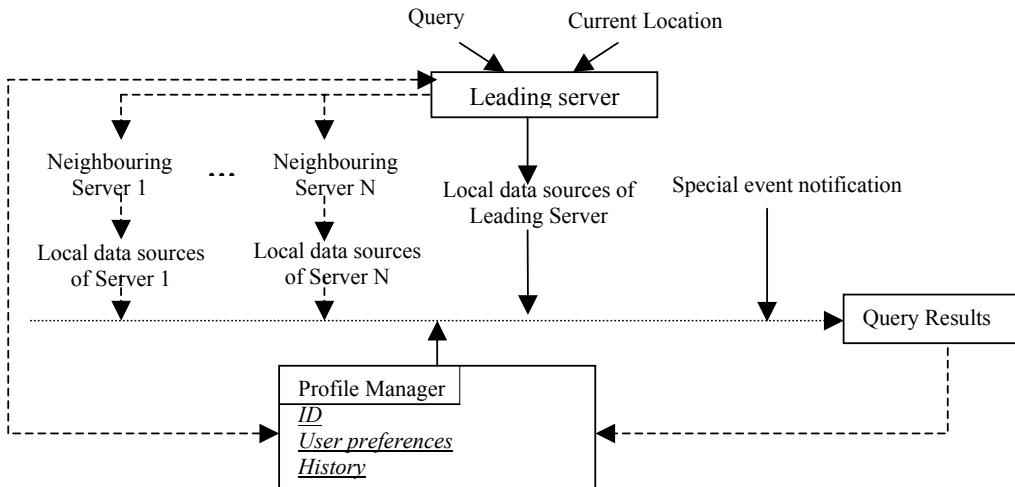 Query
Current Location
Leading server
Neighbouring
Server 1
...
Neighbouring
Server N
Local data sources of
Leading Server
Special event notification
Local data sources
of Server 1
Local data sources
of Server N
Query Results
Profile Manager
ID
User preferences
History